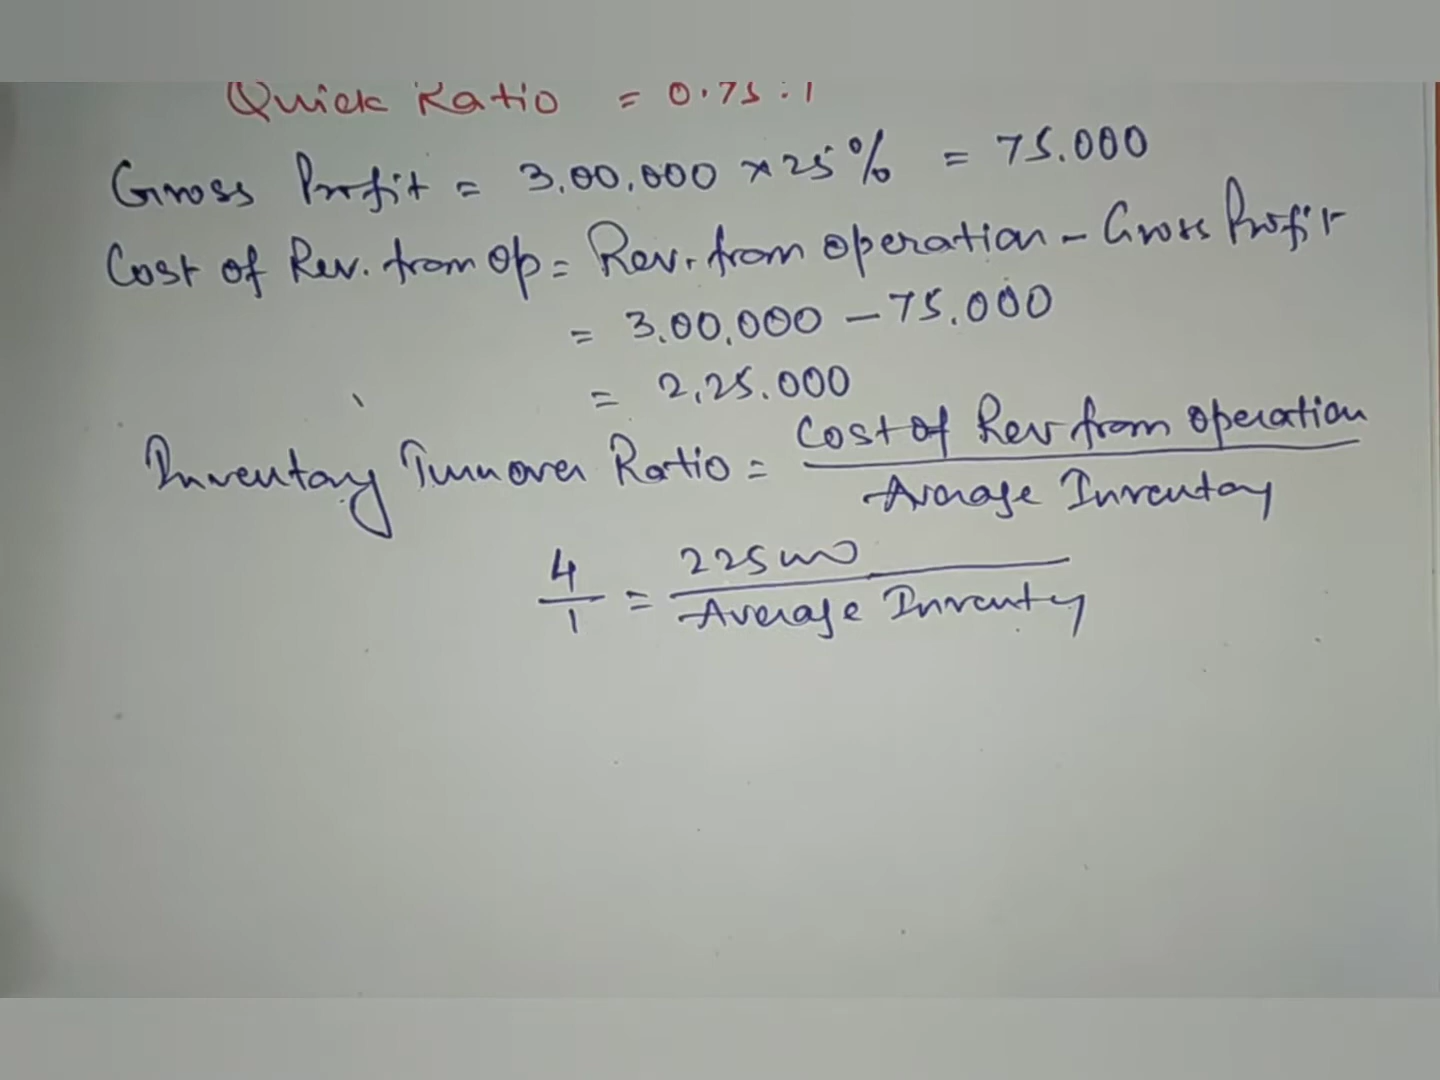 Quick Ratio = 0.75 : 1
Gross Profit = 3,00,000 × 25% = 75,000
Cost of Rev. from Op = Rev. from operation - Gross Profit
= 3,00,000 - 75,000
= 2,25,000
Inventory Turnover Ratio = Cost of Rev from operation
Average Inventory
4 = 225000
1 Average Inventory